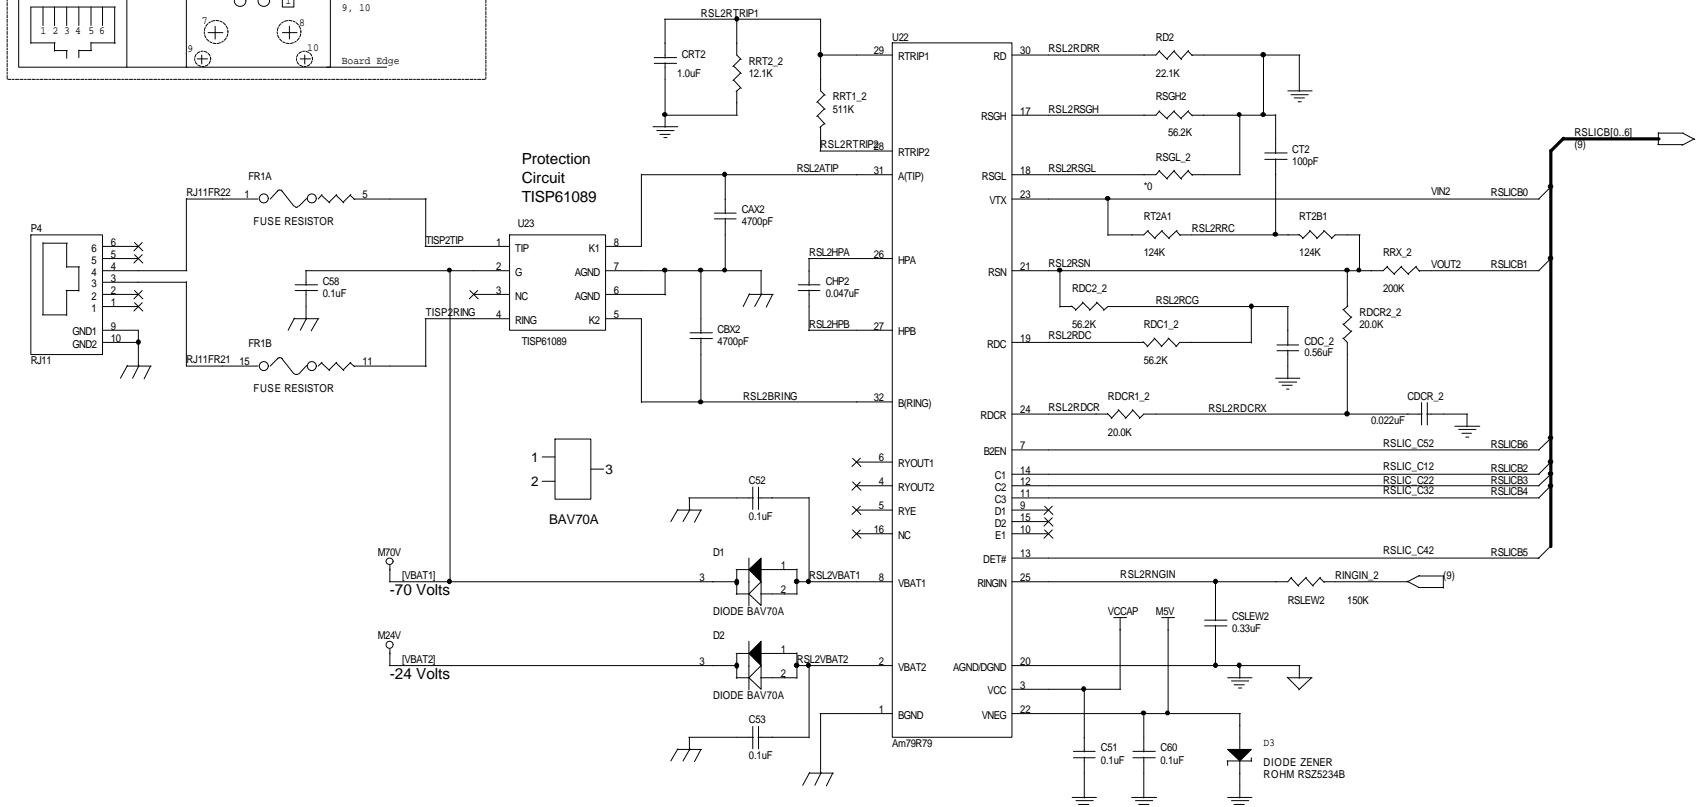 1 2 3 4 5 6
7
8
9
10
1
9, 10
Board Edge
RSL2RTRIP1
CRT2
1.0uF
RRT2_2
12.1K
RRT1_2
511K
RSL2RTRIP2
U22
29 RTRIP1
28 RTRIP2
31 A(TIP)
26 HPA
27 HPB
32 B(RING)
6 RYOUT1
4 RYOUT2
5 RYE
16 NC
8 VBAT1
2 VBAT2
1 BGND
RD 30
RSGH 17
RSGL 18
VTX 23
RSN 21
RDC 19
RDCR 24
B2EN 7
C1 14
C2 12
C3 11
D1 9
D2 15
E1 10
DET# 13
RINGIN 25
AGND/DGND 20
VCC 3
VNEG 22
Am79R79
Protection
Circuit
TISP61089
U23
1 TIP
2 G
3 NC
4 RING
K1 8
AGND 7
AGND 6
K2 5
TISP61089
RSL2ATIP
CAX2
4700pF
CBX2
4700pF
RSL2BRING
RSL2HPA
CHP2
0.047uF
RSL2HPB
P4
6 6
5 5
4 4
3 3
2 2
1 1
GND1 9
GND2 10
RJ11
RJ11FR22
1
FR1A
5
FUSE RESISTOR
TISP2TIP
C58
0.1uF
TISP2RING
RJ11FR21
15
FR1B
11
FUSE RESISTOR
1
2
3
BAV70A
C52
0.1uF
M70V
[VBAT1]
-70 Volts
3
D1
1
2
RSL2VBAT1
DIODE BAV70A
M24V
[VBAT2]
-24 Volts
3
D2
1
2
RSL2VBAT2
DIODE BAV70A
C53
0.1uF
RSL2RDRR
RD2
22.1K
RSL2RSGH
RSGH2
56.2K
RSL2RSGL
RSGL_2
*0
CT2
100pF
VIN2
RSLICB0
RT2A1
124K
RSL2RRC
RT2B1
124K
RSL2RSN
RRX_2
200K
VOUT2
RSLICB1
RDC2_2
56.2K
RSL2RCG
RSL2RDC
RDC1_2
56.2K
CDC_2
0.56uF
RDCR2_2
20.0K
RSL2RDCR
RDCR1_2
20.0K
RSL2RDCRX
CDCR_2
0.022uF
RSLICB[0..6]
(9)
RSLIC_C52
RSLICB6
RSLIC_C12
RSLICB2
RSLIC_C22
RSLICB3
RSLIC_C32
RSLICB4
RSLIC_C42
RSLICB5
RSL2RNGIN
RINGIN_2
(9)
RSLEW2
150K
CSLEW2
0.33uF
VCCAP
M5V
C51
0.1uF
C60
0.1uF
D3
DIODE ZENER
ROHM RSZ5234B